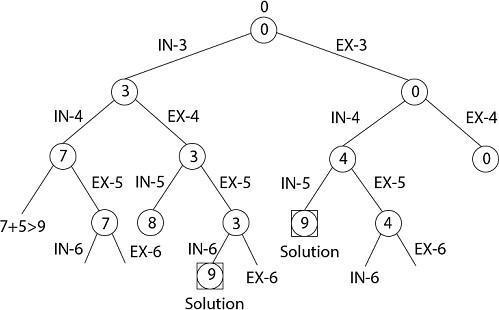 0
0
IN-3 EX-3
3 0
IN-4 EX-4 IN-4 EX-4
7 3 4 0
EX-5 IN-5 EX-5 IN-5 EX-5
7+5>9 7 8 3 9 4
IN-6 EX-6 IN-6 EX-6 Solution IN-6 EX-6
9
Solution